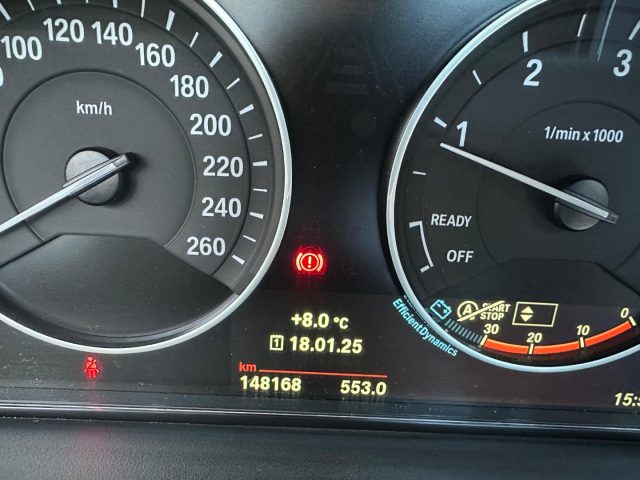 100
120
140
160
180
200
220
240
260
km/h
1
2
3
1/min x 1000
READY
OFF
+8.0 °C
1 18.01.25
km
148168 553.0
A START
STOP
30 20 10 0
EfficientDynamics